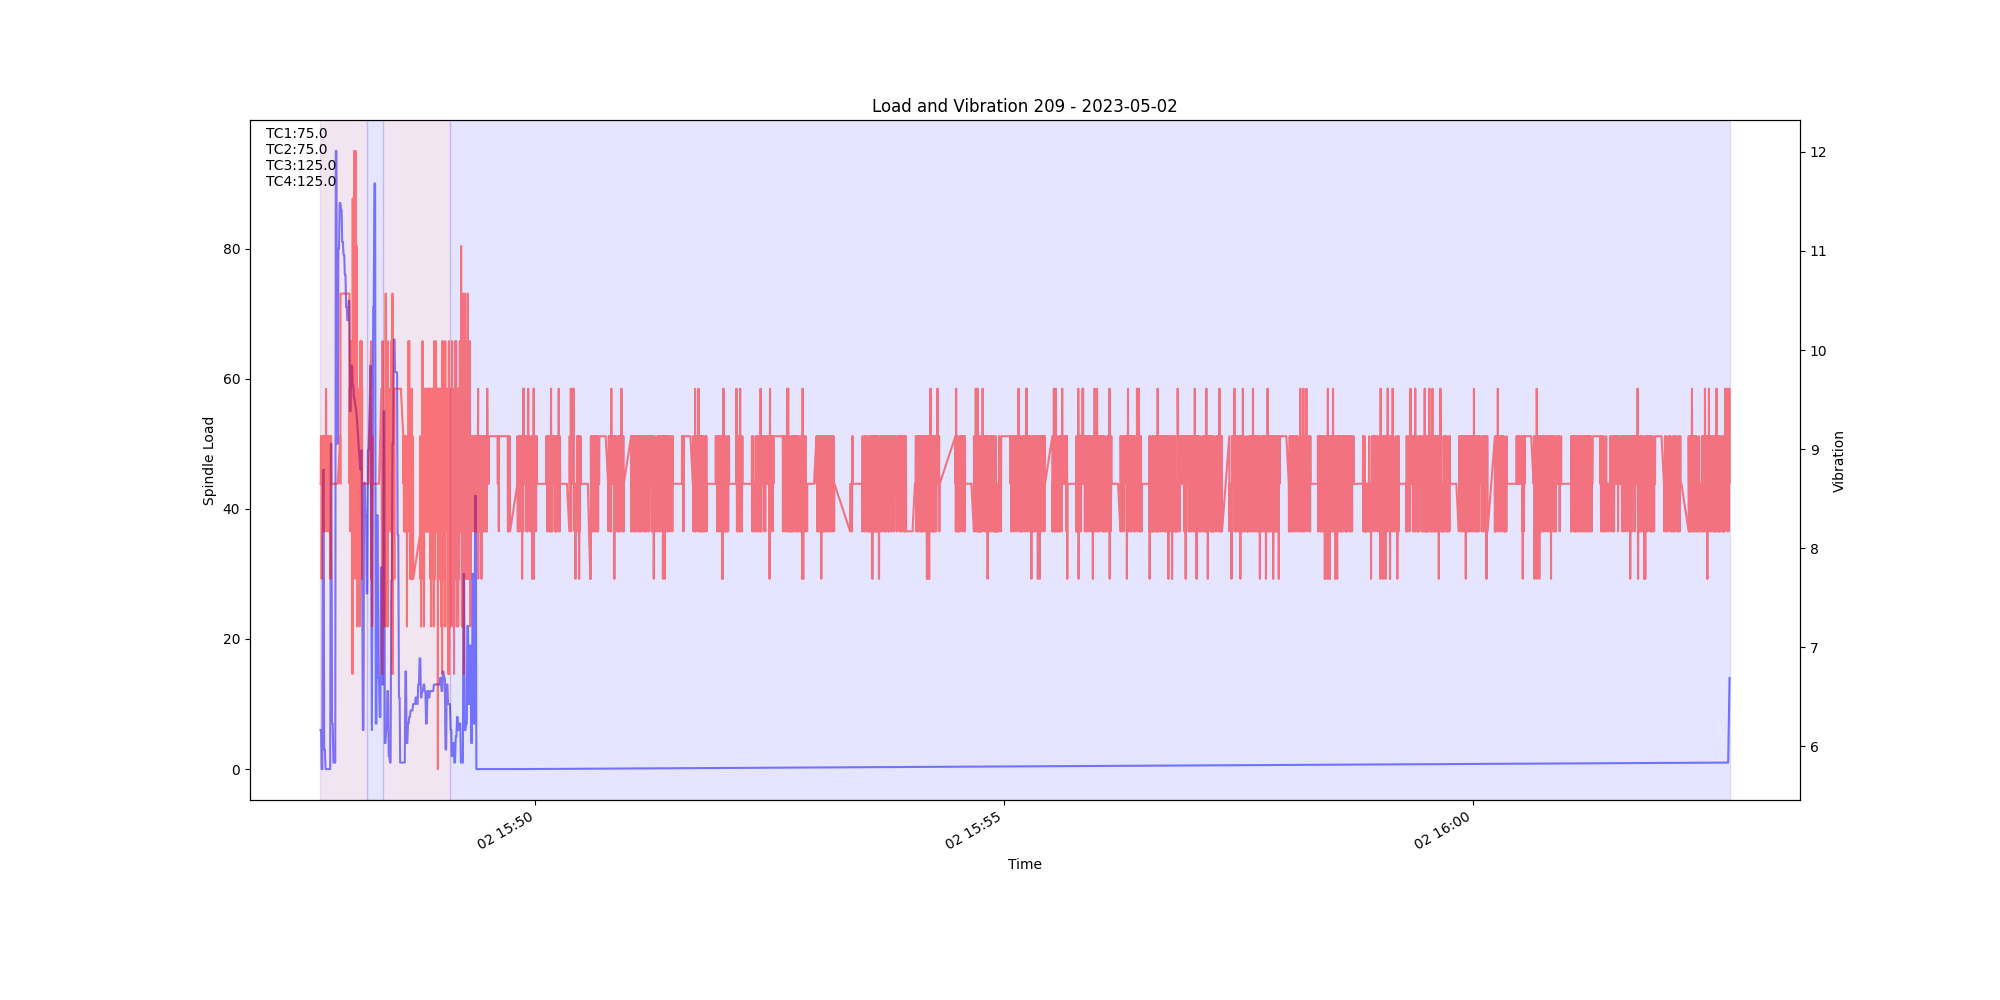 Load and Vibration 209 - 2023-05-02
TC1:75.0
TC2:75.0
TC3:125.0
TC4:125.0
Spindle Load
80
60
40
20
0
12
11
10
9
8
7
6
Vibration
02 15:50
02 15:55
02 16:00
Time